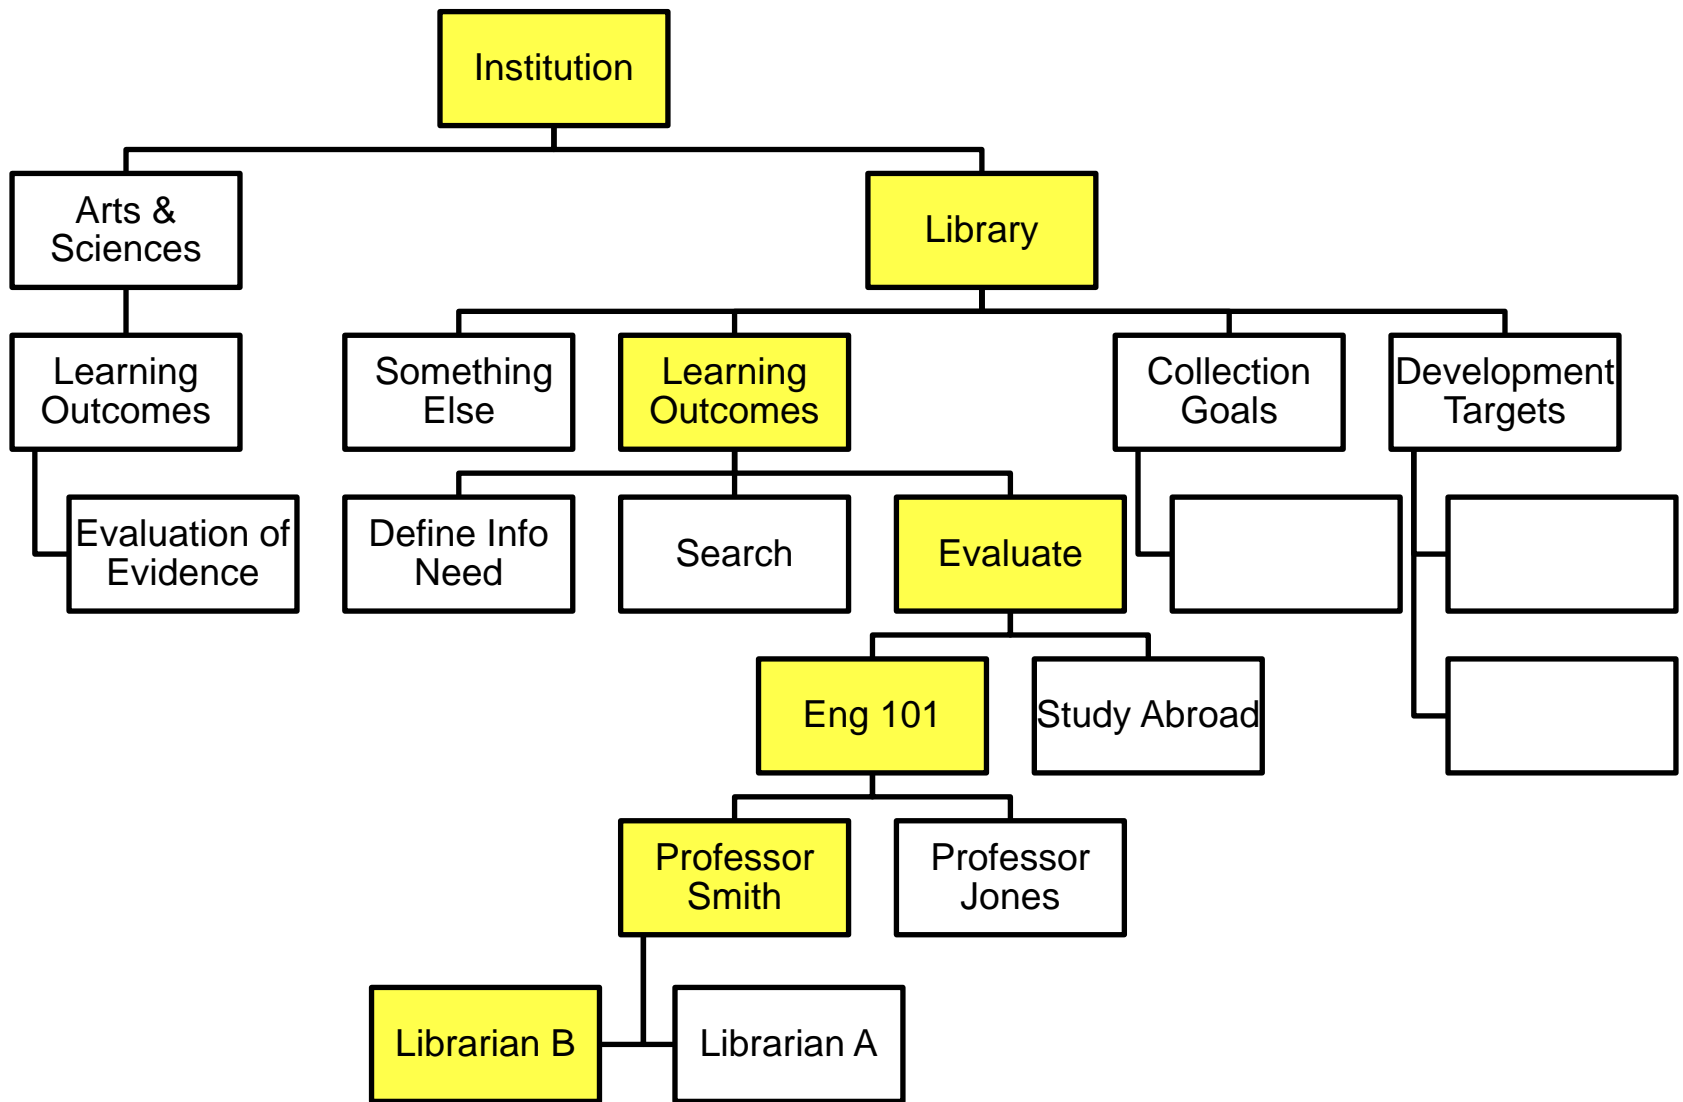 Institution
Arts &
Sciences
Library
Learning
Outcomes
Something
Else
Learning
Outcomes
Collection
Goals
Development
Targets
Evaluation of
Evidence
Define Info
Need
Search
Evaluate
Eng 101
Study Abroad
Professor
Smith
Professor
Jones
Librarian B
Librarian A